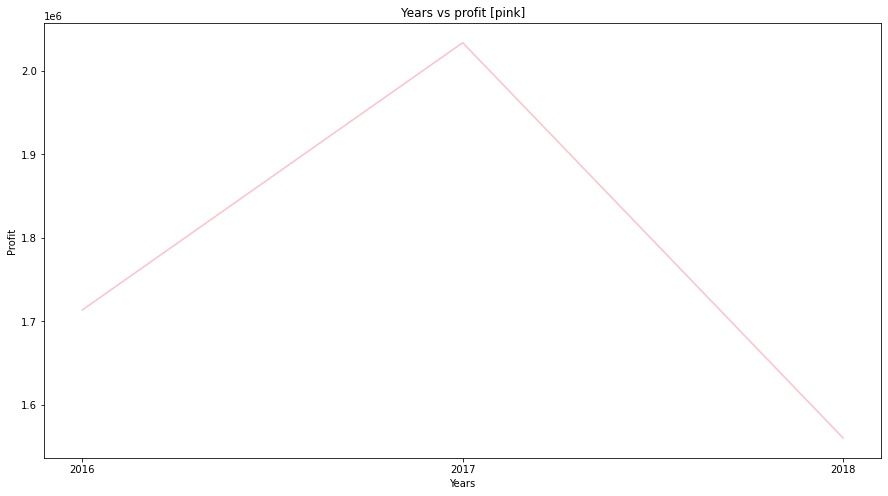 Years vs profit [pink]
1e6
2.0
1.9
1.8
1.7
1.6
Profit
2016 2017 2018
Years